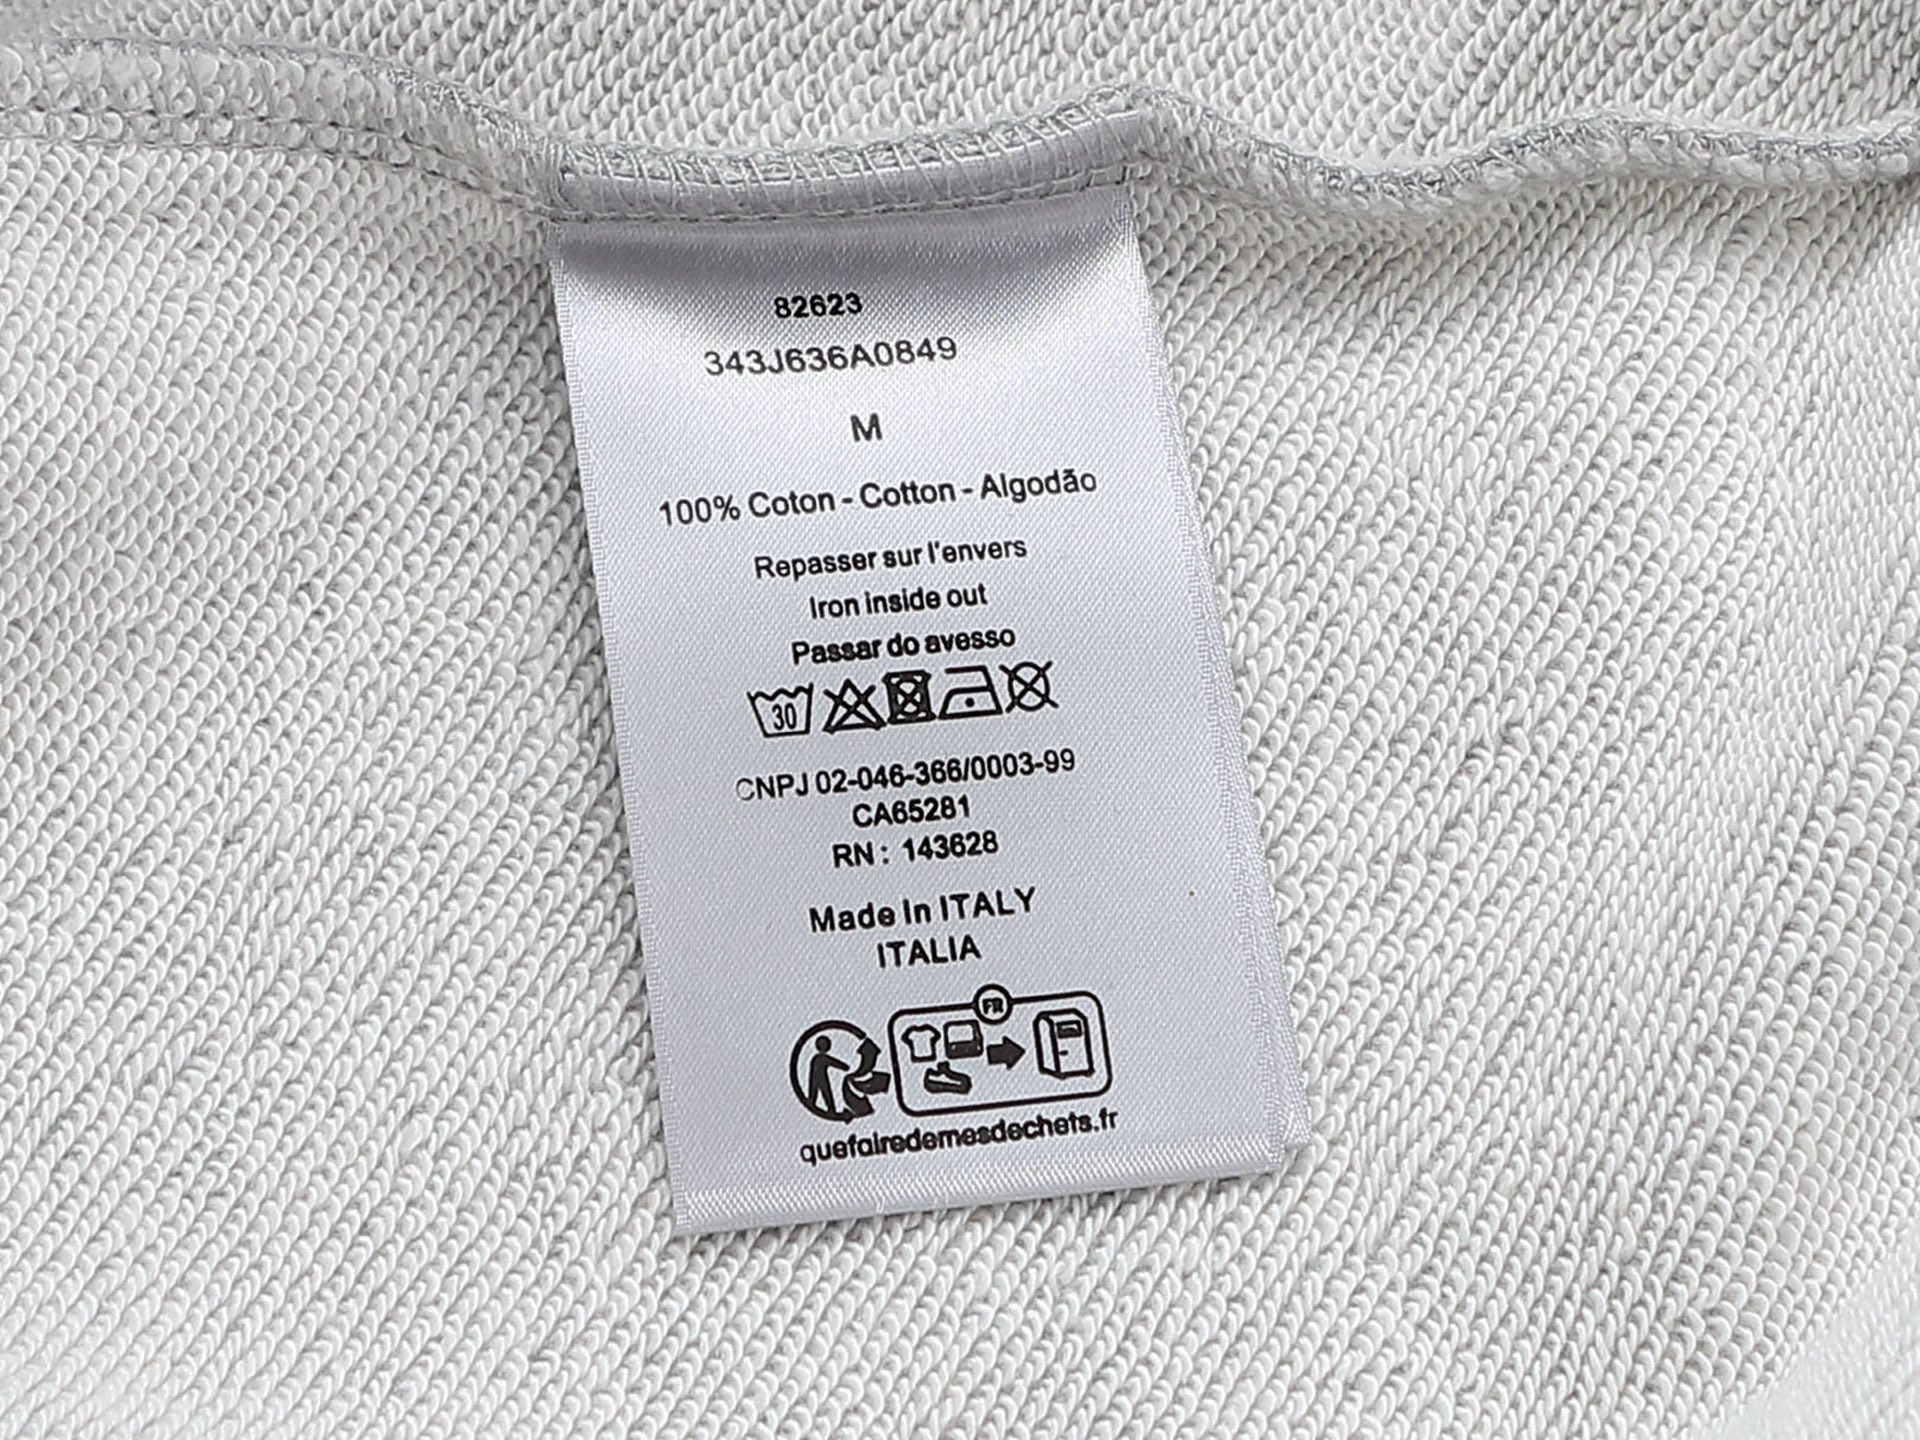 82623
343J636A0849
M
100% Coton - Cotton - Algodão
Repasser sur l'envers
Iron inside out
Passar do avesso
30
CNPJ 02-046-366/0003-99
CA65281
RN : 143628
Made in ITALY
ITALIA
FR
quefairedemesdechets.fr